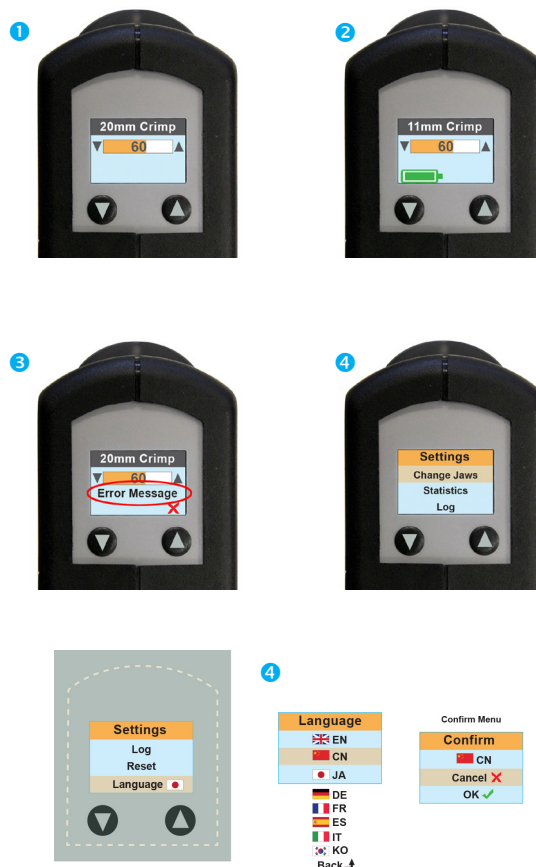 1
2
20mm Crimp
60
11mm Crimp
60
3
4
20mm Crimp
60
Error Message
Settings
Change Jaws
Statistics
Log
4
Settings
Log
Reset
Language
Language
EN
CN
JA
DE
FR
ES
IT
KO
Back
Confirm Menu
Confirm
CN
Cancel
OK